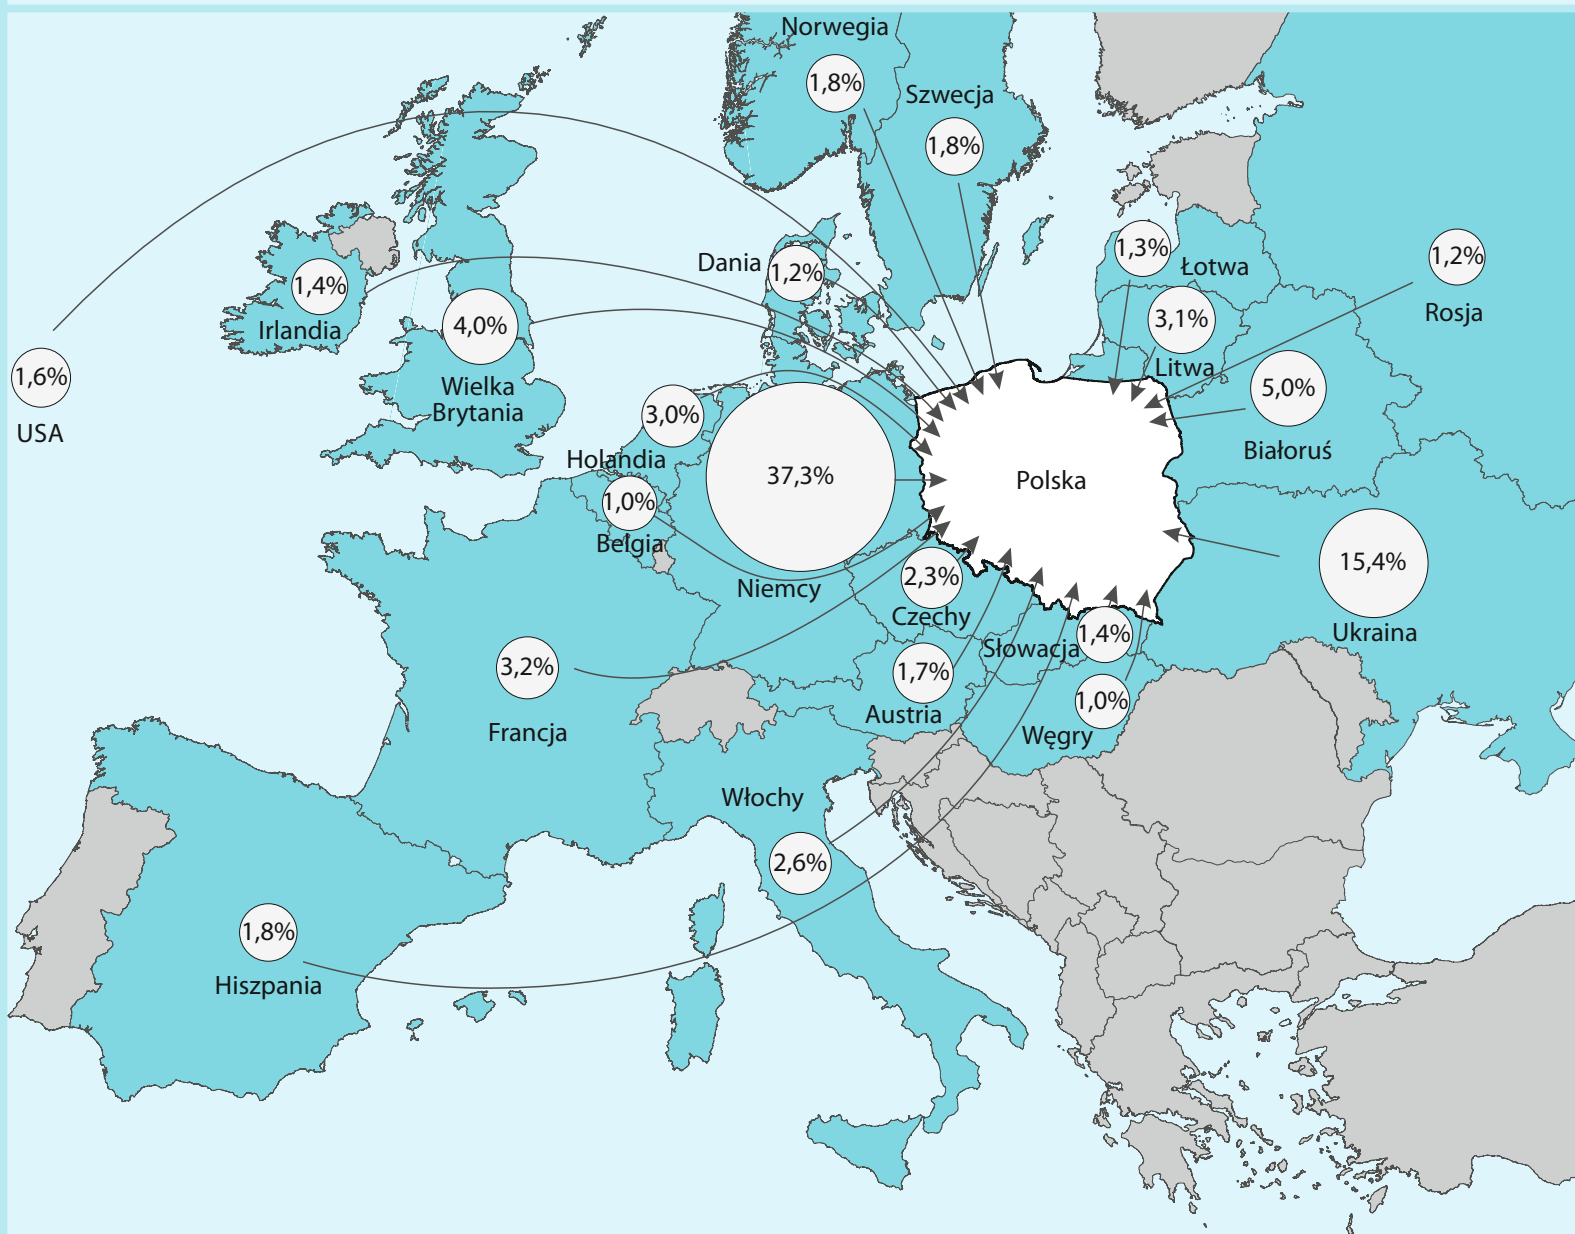 Norwegia
1,8%
Szwecja
1,8%
Dania
1,2%
1,3%
Łotwa
1,2%
Rosja
1,4%
Irlandia
4,0%
Wielka
Brytania
3,1%
Litwa
1,6%
USA
5,0%
Białoruś
3,0%
Holandia
37,3%
Niemcy
Polska
1,0%
Belgia
15,4%
Ukraina
2,3%
Czechy
Słowacja
1,4%
3,2%
Francja
1,7%
Austria
1,0%
Węgry
Włochy
2,6%
1,8%
Hiszpania